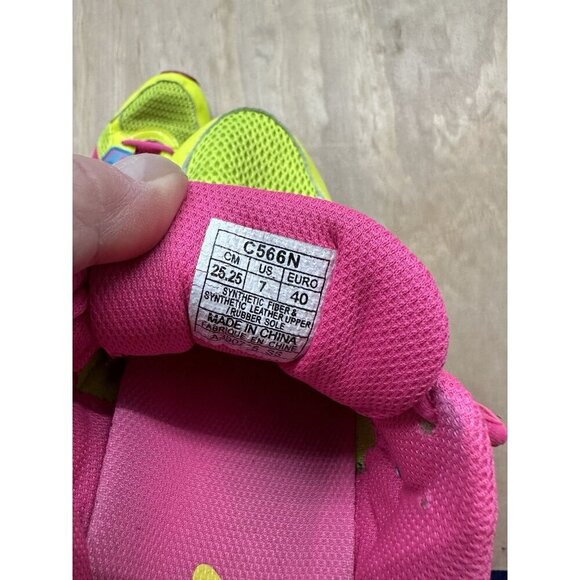 C566N
CM US. EURO
25.25 7 40
SYNTHETIC FIBER &
SYNTHETIC LEATHER UPPER
/RUBBER SOLE
MADE IN CHINA
FABRIQUE EN CHINE